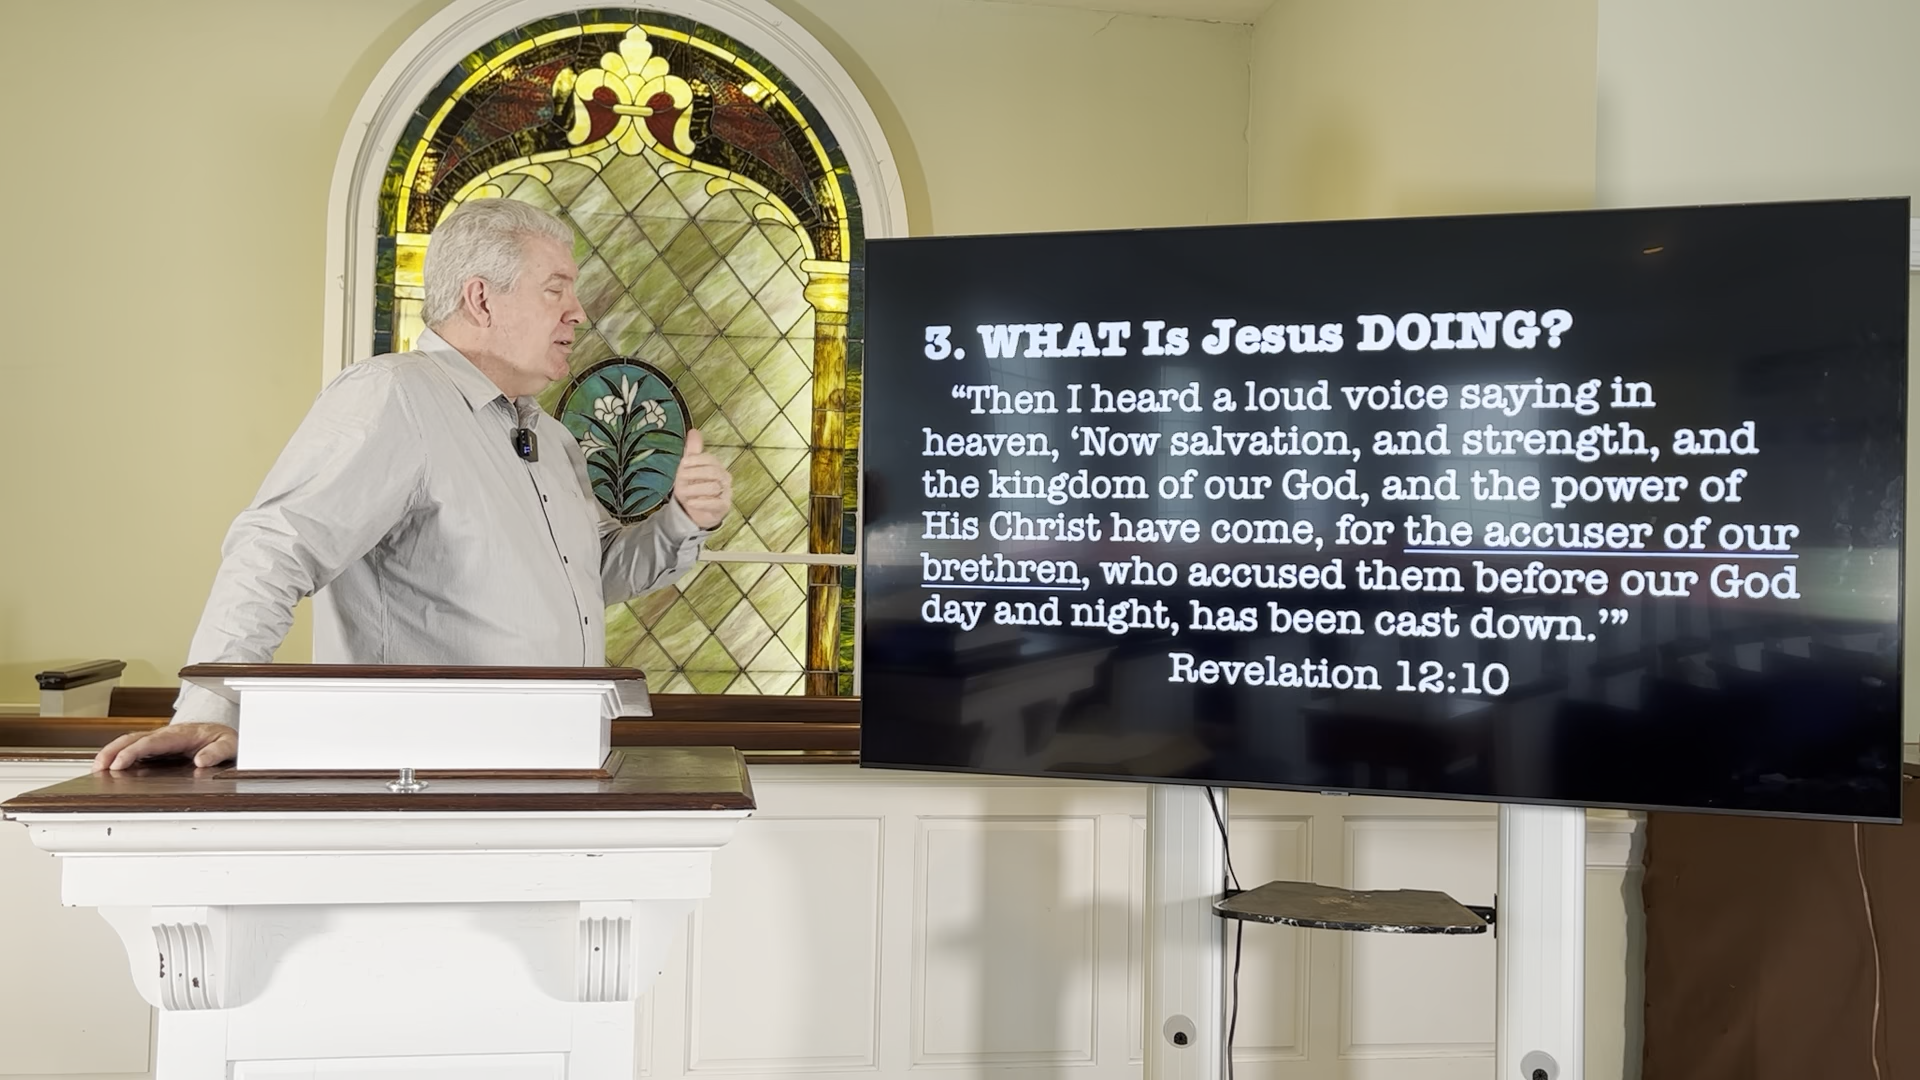 3. WHAT Is Jesus DOING?
“Then I heard a loud voice saying in
heaven, ‘Now salvation, and strength, and
the kingdom of our God, and the power of
His Christ have come, for the accuser of our
brethren, who accused them before our God
day and night, has been cast down.’”
Revelation 12:10